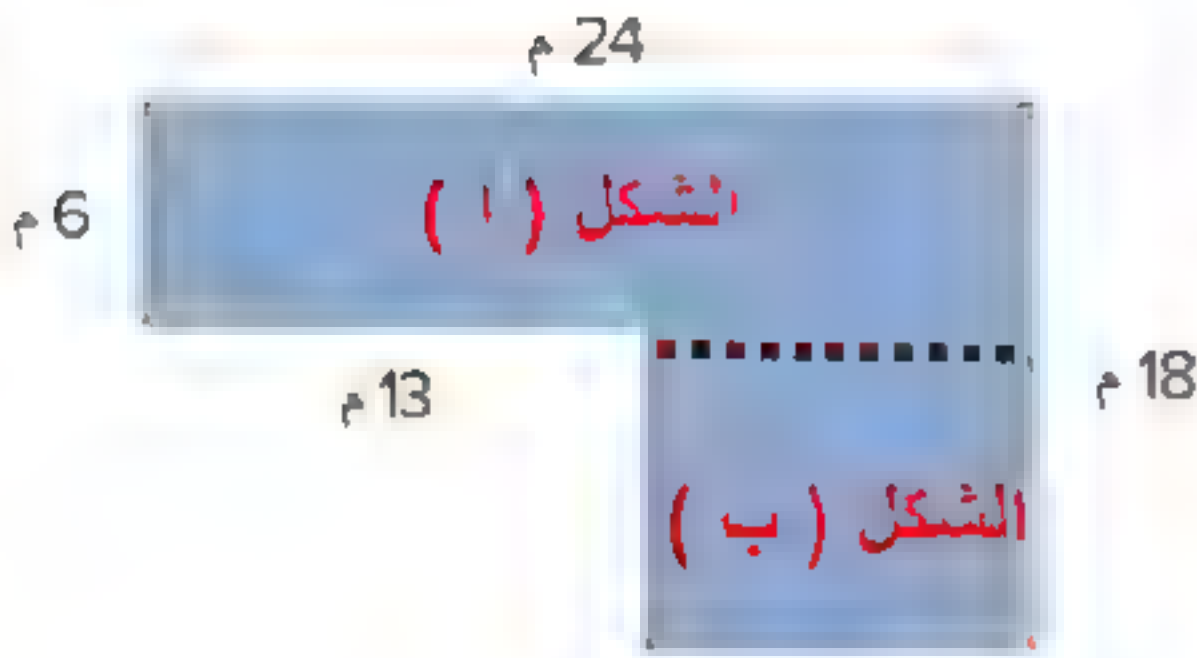 24 م
الشكل ( ا )
6 م
13 م
18 م
الشكل ( ب )